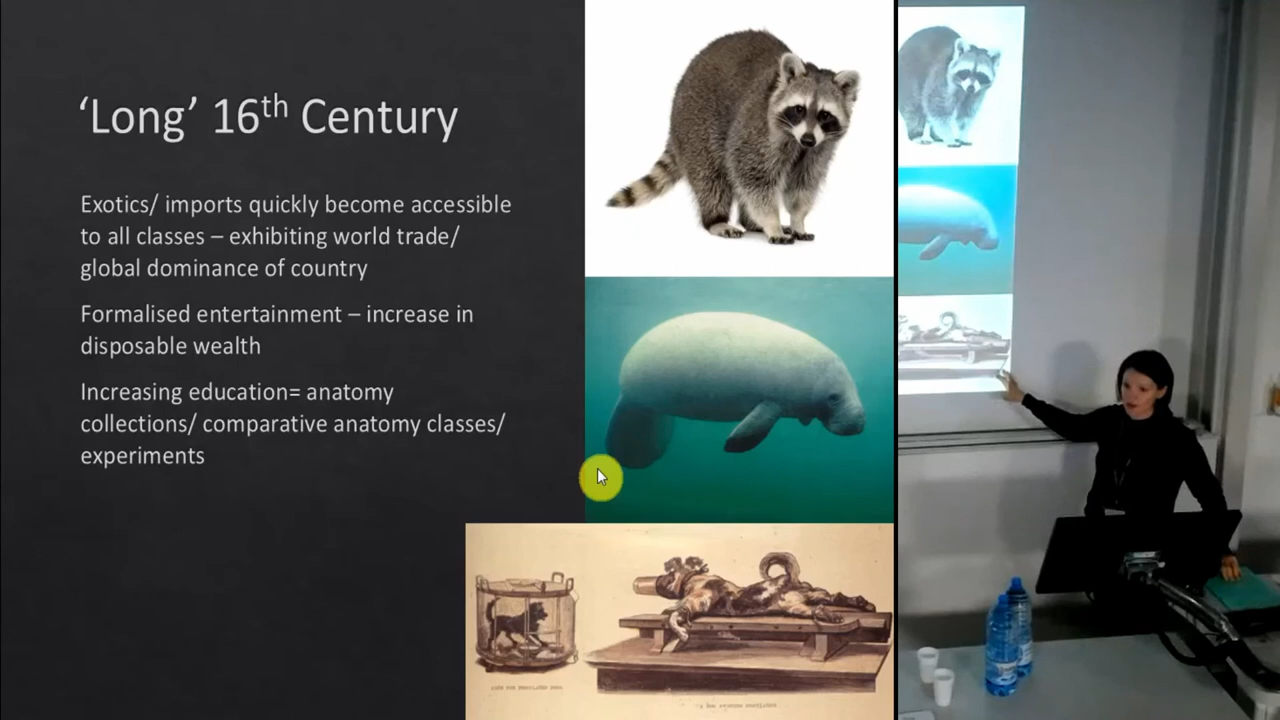 ‘Long’ 16th Century
Exotics/ imports quickly become accessible
to all classes – exhibiting world trade/
global dominance of country
Formalised entertainment – increase in
disposable wealth
Increasing education= anatomy
collections/ comparative anatomy classes/
experiments